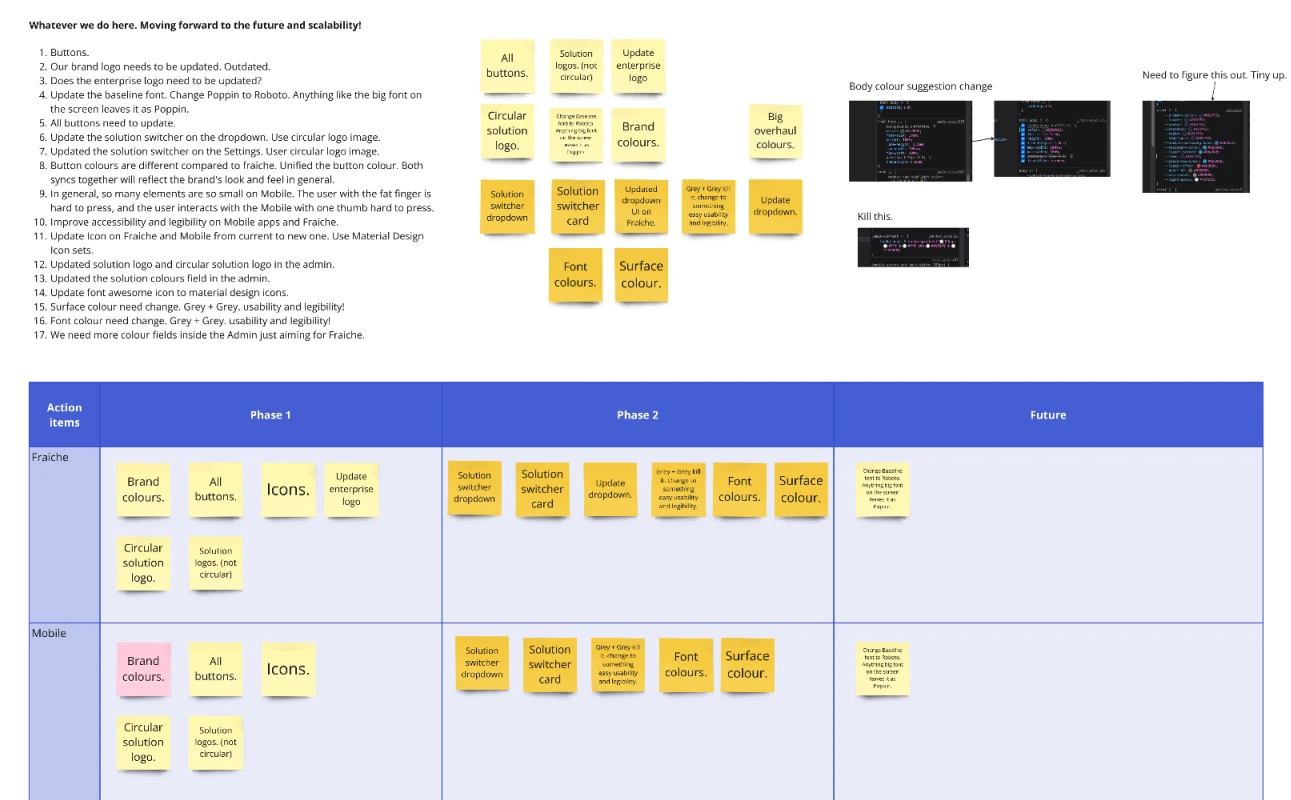 Whatever we do here. Moving forward to the future and scalability!
1. Buttons.
2. Our brand logo needs to be updated. Outdated.
3. Does the enterprise logo need to be updated?
4. Update the baseline font. Change Poppin to Roboto. Anything like the big font on
the screen leaves it as Poppin.
5. All buttons need to update.
6. Update the solution switcher on the dropdown. Use circular logo image.
7. Updated the solution switcher on the Settings. User circular logo image.
8. Button colours are different compared to fraiche. Unified the button colour. Both
syncs together will reflect the brand's look and feel in general.
9. In general, so many elements are so small on Mobile. The user with the fat finger is
hard to press, and the user interacts with the Mobile with one thumb hard to press.
10. Improve accessibility and legibility on Mobile apps and Fraiche.
11. Update Icon on Fraiche and Mobile from current to new one. Use Material Design
Icon sets.
12. Updated solution logo and circular solution logo in the admin.
13. Updated the solution colours field in the admin.
14. Update font awesome icon to material design icons.
15. Surface colour need change. Grey + Grey. usability and legibility!
16. Font colour need change. Grey + Grey. usability and legibility!
17. We need more colour fields inside the Admin just aiming for Fraiche.
All
buttons.
Solution
logos. (not
circular)
Update
enterprise
logo
Circular
solution
logo.
Change Baseline
font to Roboto.
Anything big font
on the screen
leaves it as
Poppin.
Brand
colours.
Big
overhaul
colours.
Solution
switcher
dropdown
Solution
switcher
card
Updated
dropdown
UI on
Fraiche.
Grey + Grey kill
it. change to
something
easy usability
and legibility.
Update
dropdown.
Font
colours.
Surface
colour.
Body colour suggestion change
Need to figure this out. Tiny up.
Kill this.
Action
items
Phase 1
Phase 2
Future
Fraiche
Brand
colours.
All
buttons.
Icons.
Update
enterprise
logo
Circular
solution
logo.
Solution
logos. (not
circular)
Solution
switcher
dropdown
Solution
switcher
card
Update
dropdown.
Grey + Grey kill
it. change to
something
easy usability
and legibility.
Font
colours.
Surface
colour.
Change Baseline
font to Roboto.
Anything big font
on the screen
leaves it as
Poppin.
Mobile
Brand
colours.
All
buttons.
Icons.
Circular
solution
logo.
Solution
logos. (not
circular)
Solution
switcher
dropdown
Solution
switcher
card
Grey + Grey kill
it. change to
something
easy usability
and legibility.
Font
colours.
Surface
colour.
Change Baseline
font to Roboto.
Anything big font
on the screen
leaves it as
Poppin.